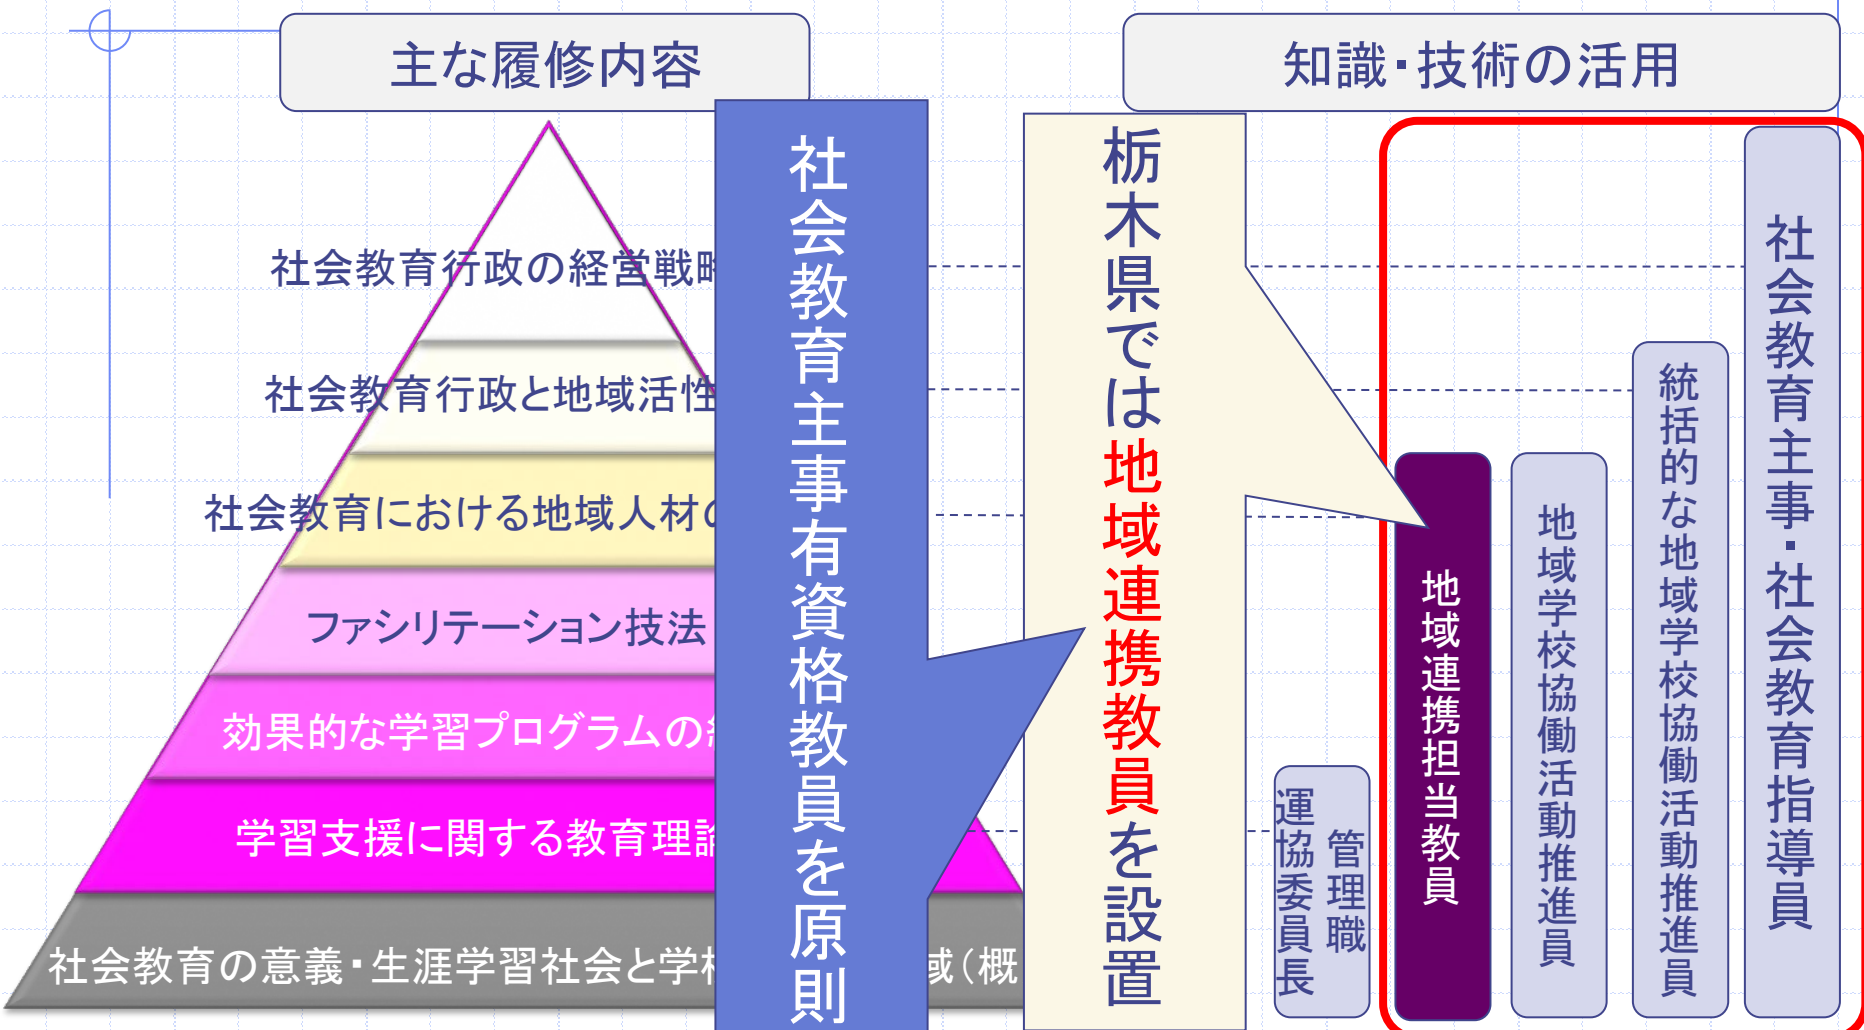 主な履修内容
知識・技術の活用
社会教育行政の経営戦
社会教育行政と地域活性
社会教育における地域人材の
ファシリテーション技法
効果的な学習プログラムの
学習支援に関する教育理論
社会教育の意義・生涯学習社会と学校
域（概
社会教育主事有資格教員を原則
栃木県では地域連携教員を設置
管理職
運協委員長
地域連携担当教員
地域学校協働活動推進員
統括的な地域学校協働活動推進員
社会教育主事・社会教育指導員